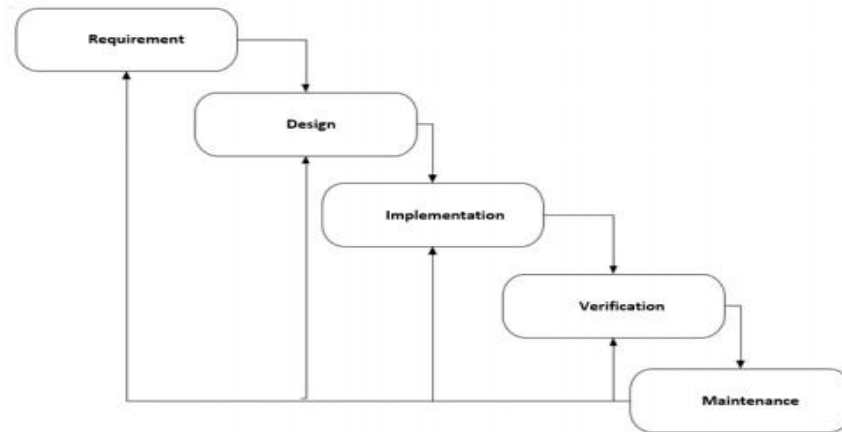 Requirement
Design
Implementation
Verification
Maintenance